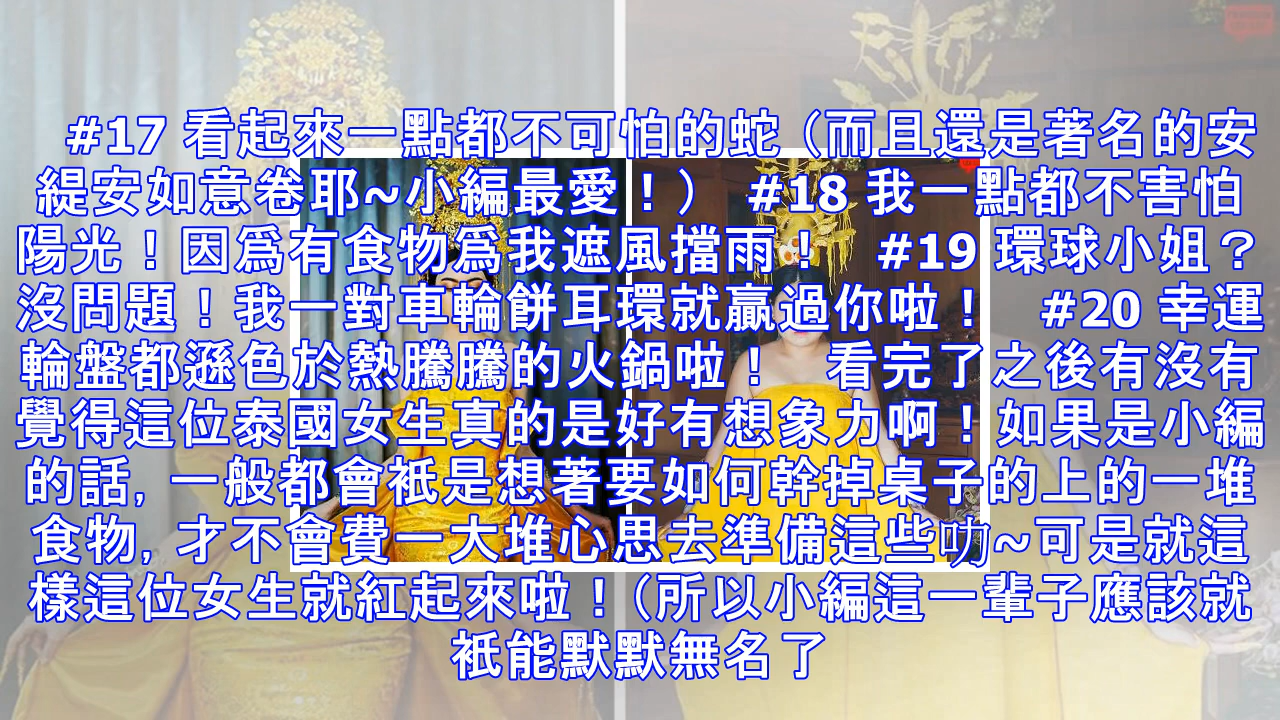 #17 看起來一點都不可怕的蛇（而且還是著名的安
緹安如意卷耶~小編最愛！） #18 我一點都不害怕
陽光！因爲有食物爲我遮風擋雨！ #19 環球小姐？
沒問題！我一對車輪餅耳環就贏過你啦！ #20 幸運
輪盤都遜色於熱騰騰的火鍋啦！ 看完了之後有沒有
覺得這位泰國女生真的是好有想象力啊！如果是小編
的話, 一般都會衹是想著要如何幹掉桌子的上的一堆
食物, 才不會費一大堆心思去準備這些叻~可是就這
樣這位女生就紅起來啦！(所以小編這一輩子應該就
衹能默默無名了